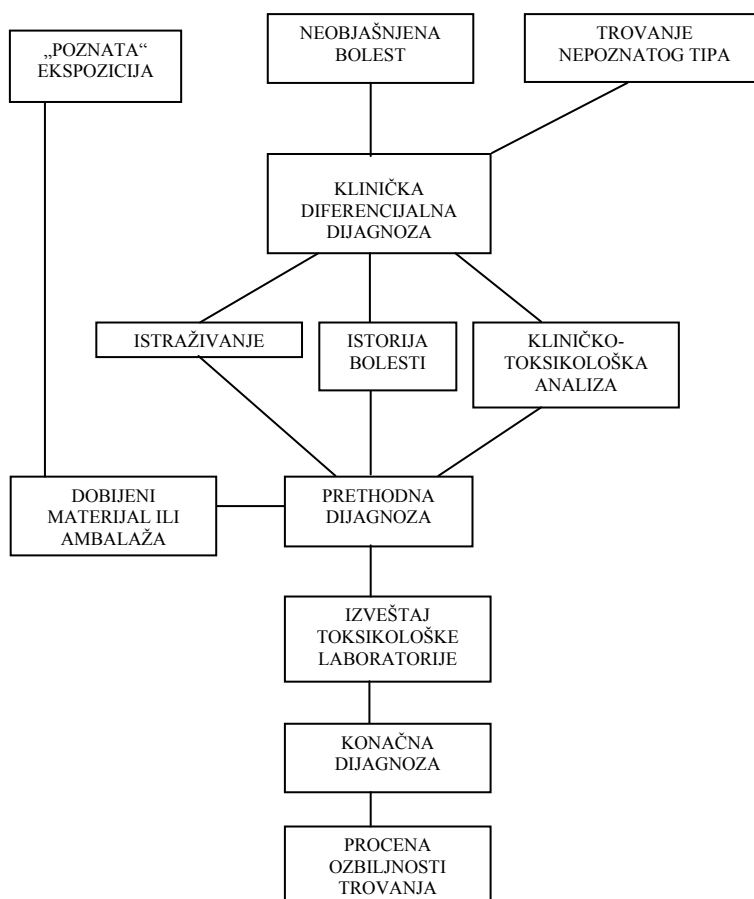 „POZNATA“
EKSPOZICIJA
NEOBJAŠNJENA
BOLEST
TROVANJE
NEPOZNATOG TIPA
KLINIČKA
DIFERENCIJALNA
DIJAGNOZA
ISTRAŽIVANJE
ISTORIJA
BOLESTI
KLINIČKO-
TOKSIKOLOŠKA
ANALIZA
DOBIJENI
MATERIJAL ILI
AMBALAŽA
PRETHODNA
DIJAGNOZA
IZVEŠTAJ
TOKSIKOLOŠKE
LABORATORIJE
KONAČNA
DIJAGNOZA
PROCENA
OZBILJNOSTI
TROVANJA